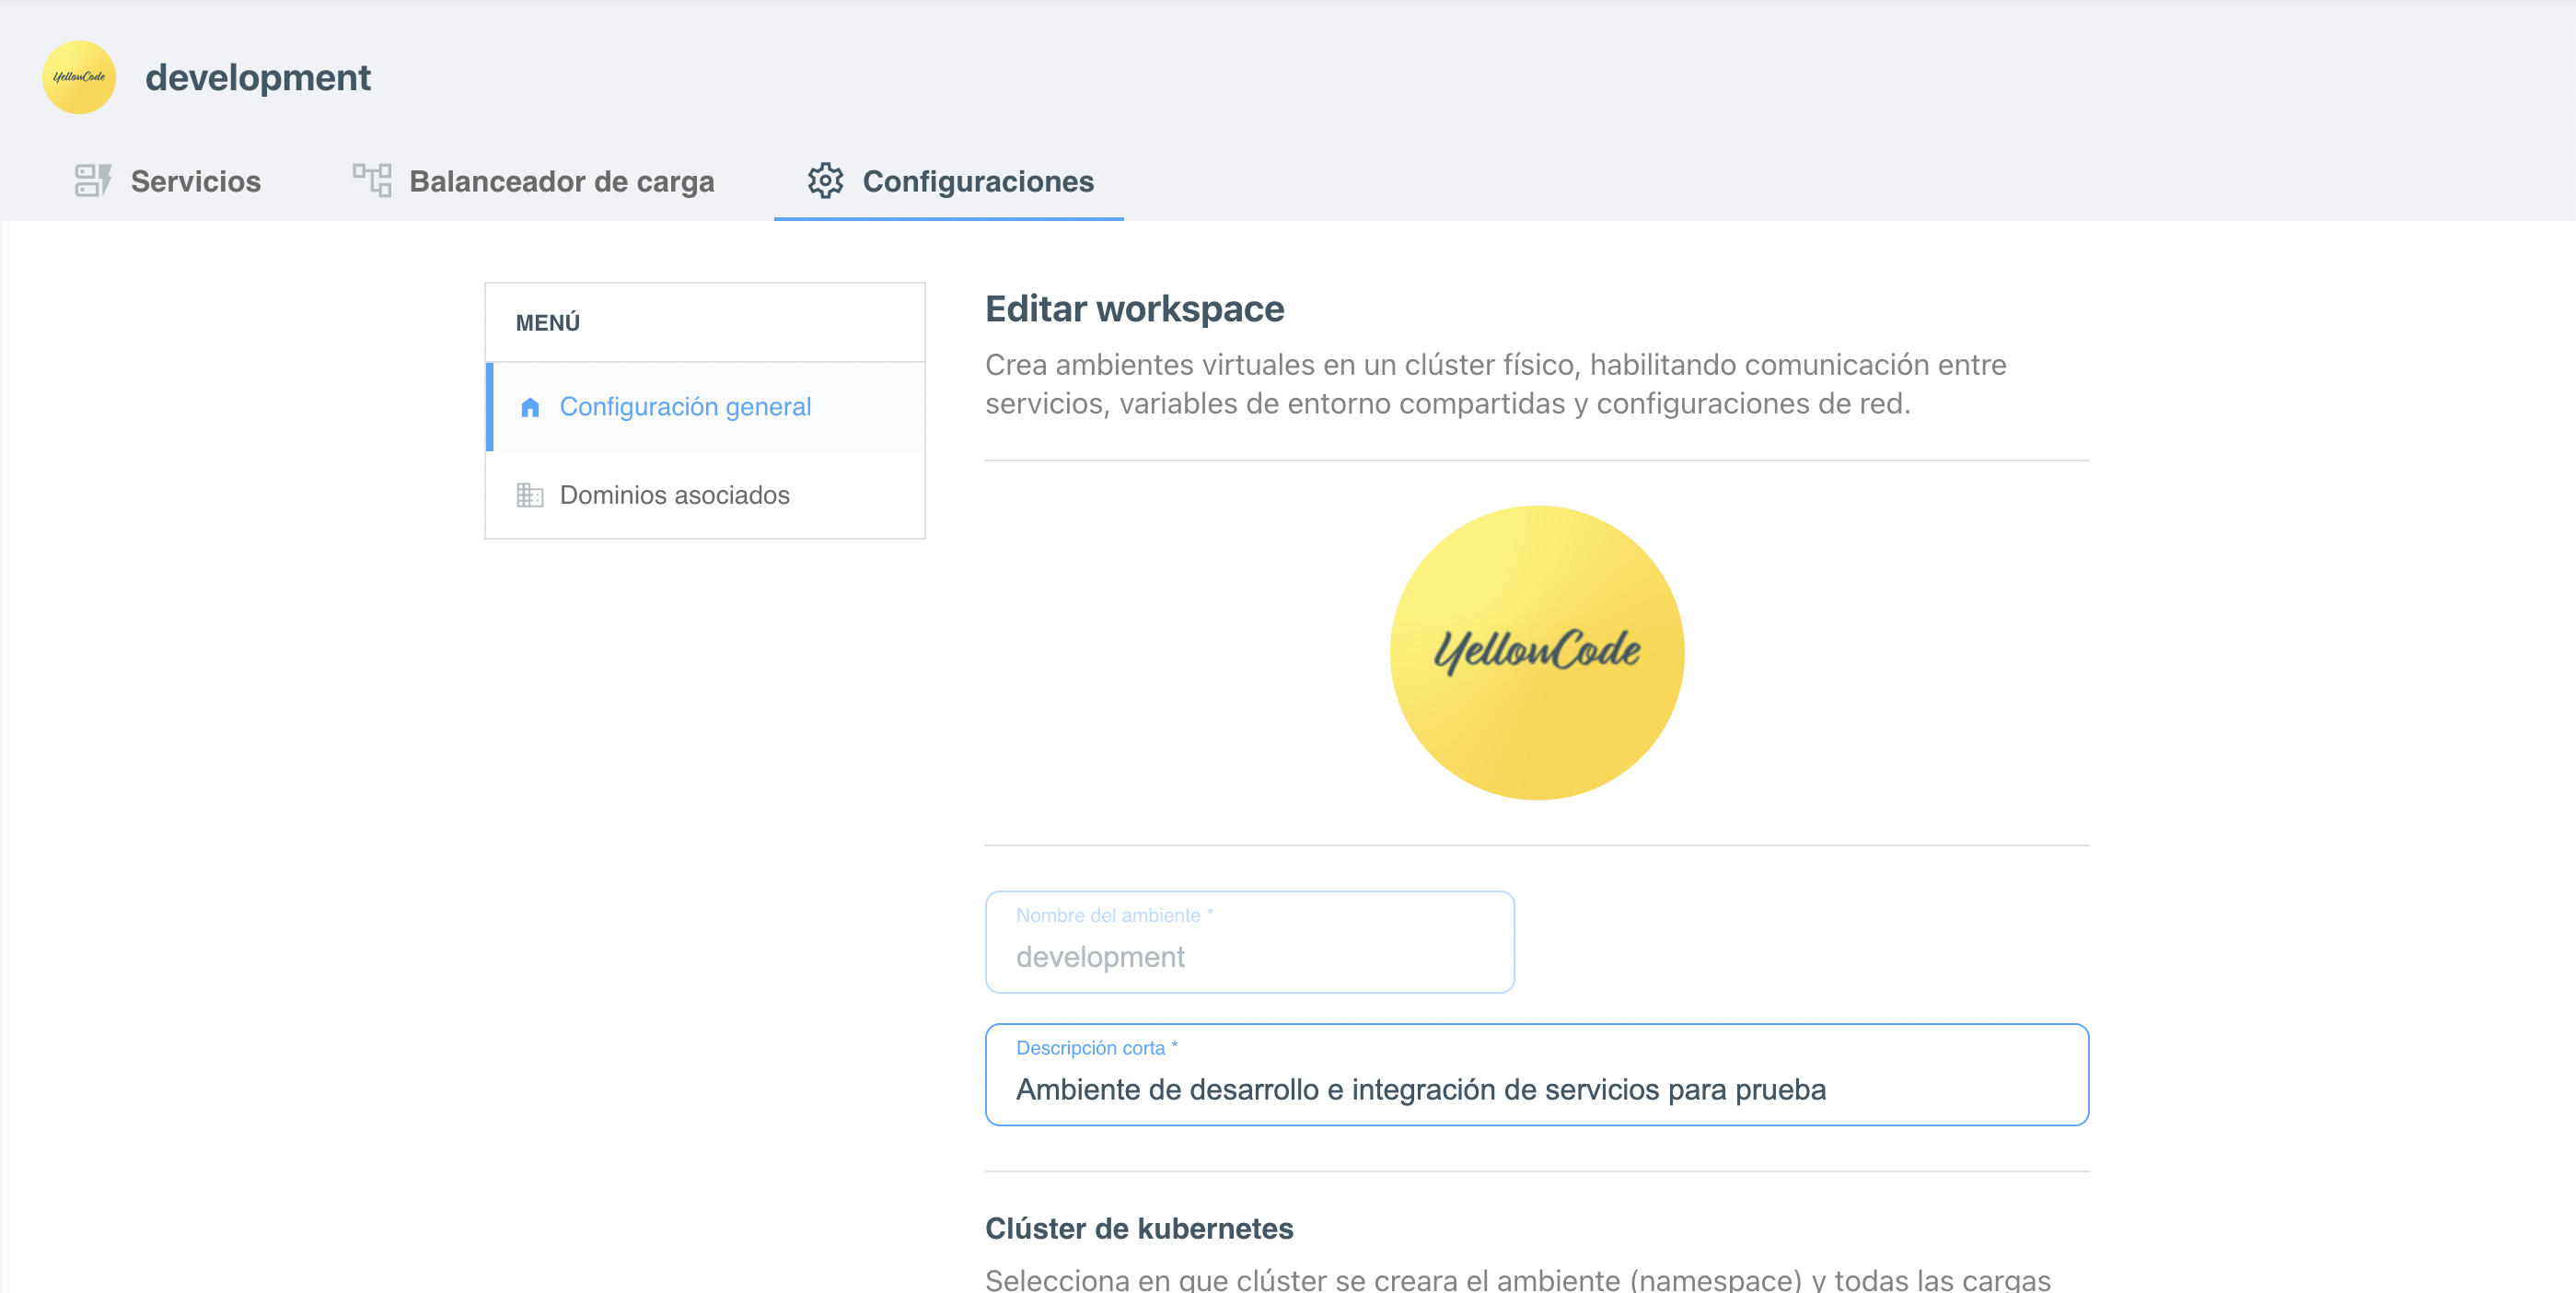 YellowCode
development
Servicios
Balanceador de carga
Configuraciones
MENÚ
Configuración general
Dominios asociados
Editar workspace
Crea ambientes virtuales en un clúster físico, habilitando comunicación entre
servicios, variables de entorno compartidas y configuraciones de red.
YellowCode
Nombre del ambiente *
development
Descripción corta *
Ambiente de desarrollo e integración de servicios para prueba
Clúster de kubernetes
Selecciona en que clúster se creara el ambiente (namespace) y todas las cargas